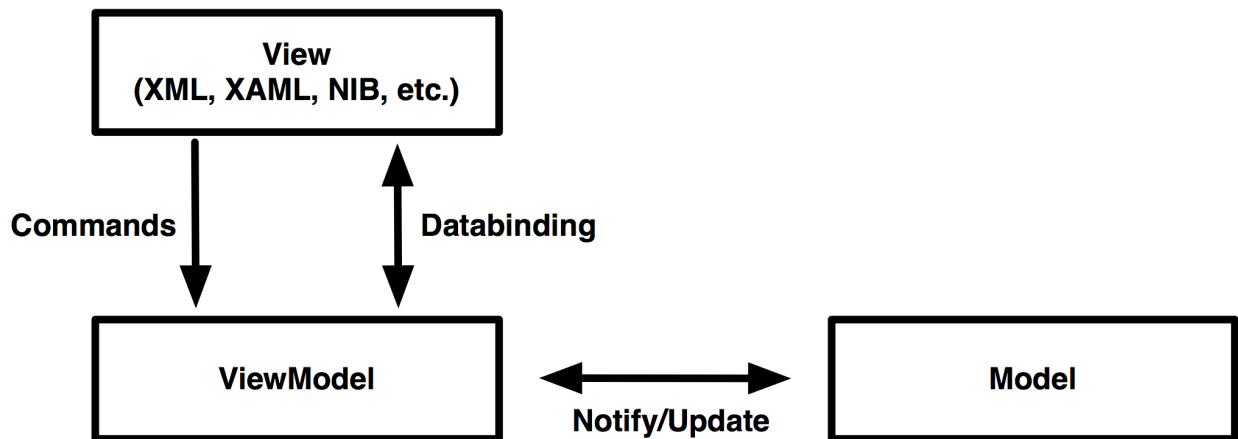 View
(XML, XAML, NIB, etc.)
Commands
Databinding
ViewModel
Model
Notify/Update